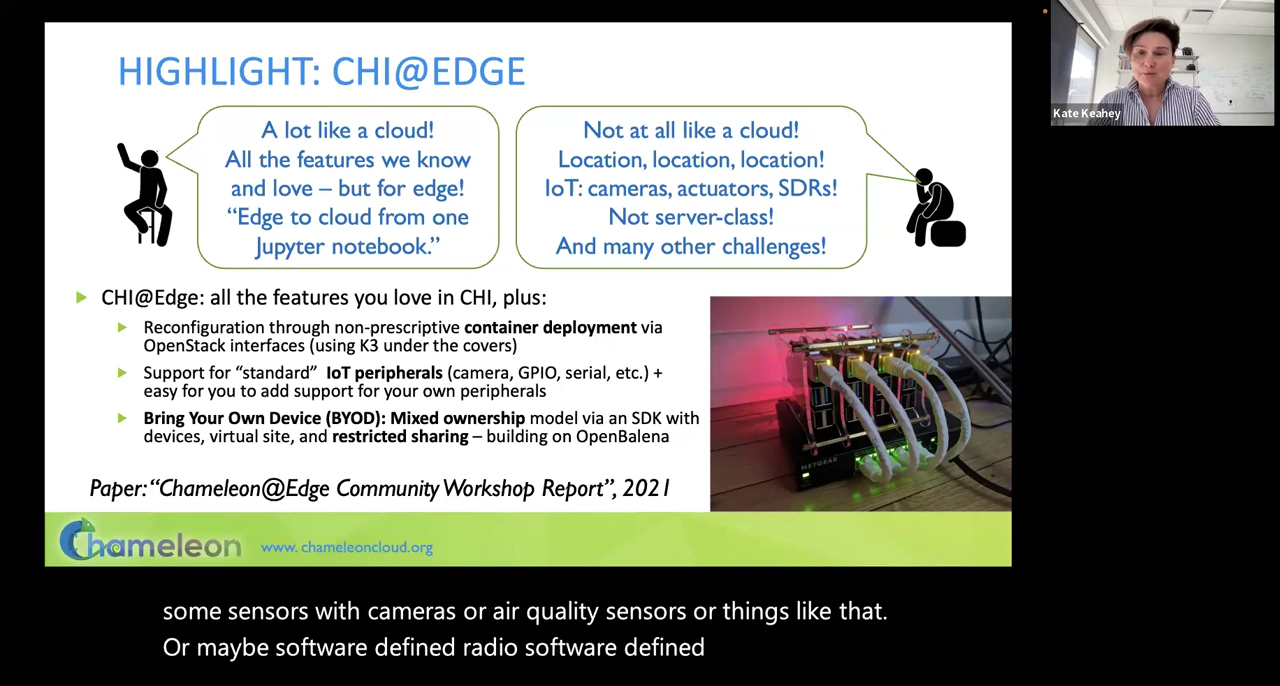 HIGHLIGHT: CHI@EDGE
A lot like a cloud!
All the features we know
and love – but for edge!
“Edge to cloud from one
Jupyter notebook.”
Not at all like a cloud!
Location, location, location!
IoT: cameras, actuators, SDRs!
Not server-class!
And many other challenges!
CHI@Edge: all the features you love in CHI, plus:
Reconfiguration through non-prescriptive container deployment via
OpenStack interfaces (using K3 under the covers)
Support for “standard” IoT peripherals (camera, GPIO, serial, etc.) +
easy for you to add support for your own peripherals
Bring Your Own Device (BYOD): Mixed ownership model via an SDK with
devices, virtual site, and restricted sharing – building on OpenBalena
NETGEAR
Paper: “Chameleon@Edge Community Workshop Report”, 2021
Chameleon
www. chameleoncloud.org
Kate Keahey
some sensors with cameras or air quality sensors or things like that.
Or maybe software defined radio software defined